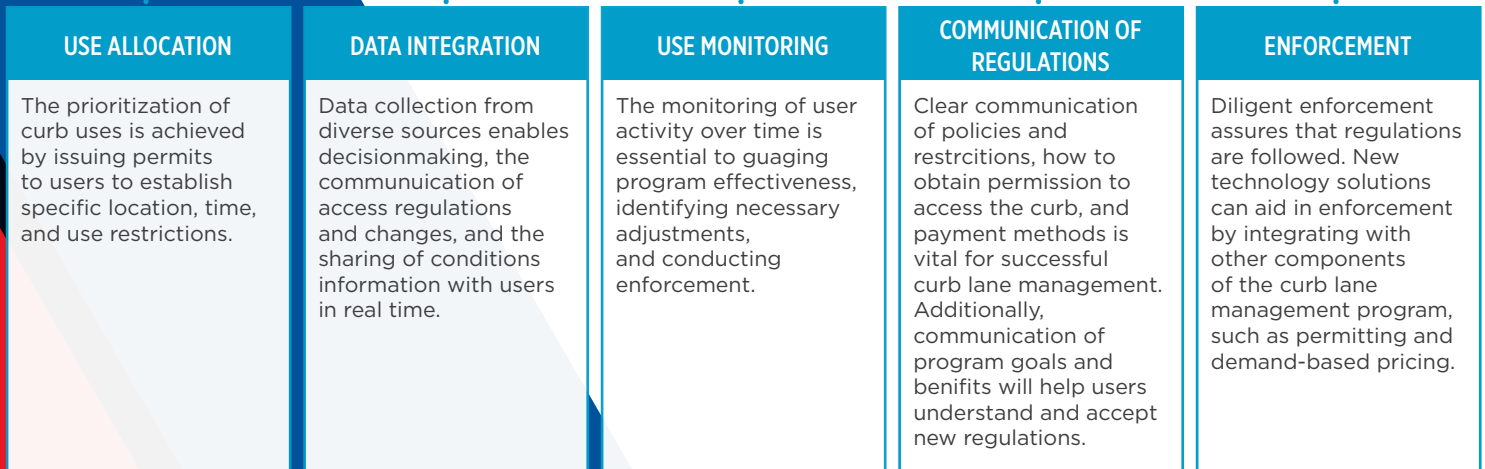 USE ALLOCATION
The prioritization of
curb uses is achieved
by issuing permits
to users to establish
specific location, time,
and use restrictions.
DATA INTEGRATION
Data collection from
diverse sources enables
decisionmaking, the
communuication of
access regulations
and changes, and the
sharing of conditions
information with users
in real time.
USE MONITORING
The monitoring of user
activity over time is
essential to guaging
program effectiveness,
identifying necessary
adjustments,
and conducting
enforcement.
COMMUNICATION OF
REGULATIONS
Clear communication
of policies and
restrcitions, how to
obtain permission to
access the curb, and
payment methods is
vital for successful
curb lane management.
Additionally,
communication of
program goals and
benifits will help users
understand and accept
new regulations.
ENFORCEMENT
Diligent enforcement
assures that regulations
are followed. New
technology solutions
can aid in enforcement
by integrating with
other components
of the curb lane
management program,
such as permitting and
demand-based pricing.